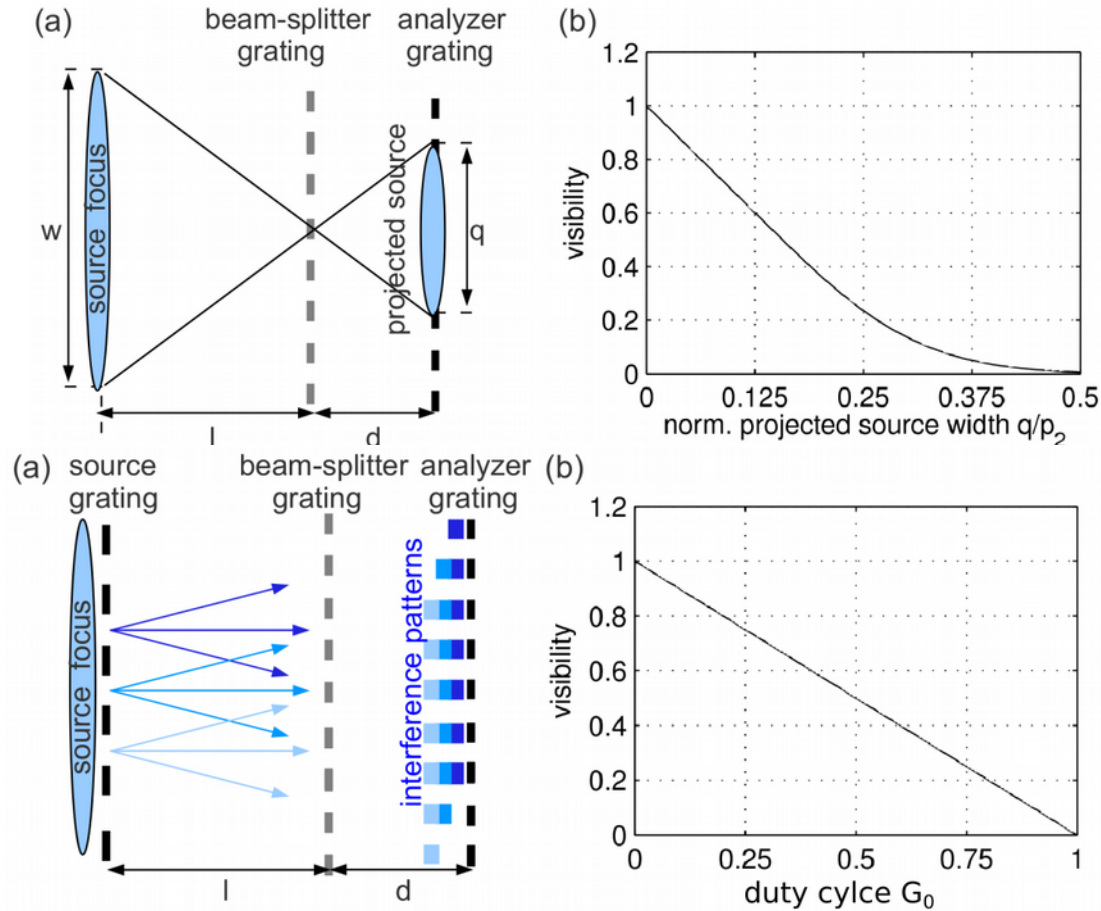 (a)
beam-splitter
grating
analyzer
grating
w
source focus
projected source
q
l
d
(b)
1.2
1
0.8
0.6
0.4
0.2
0
visibility
0 0.125 0.25 0.375 0.5
norm. projected source width q/p₂
(a)
source
grating
beam-splitter
grating
analyzer
grating
source focus
interference patterns
l
d
(b)
1.2
1
0.8
0.6
0.4
0.2
0
visibility
0 0.25 0.5 0.75 1
duty cylce G₀